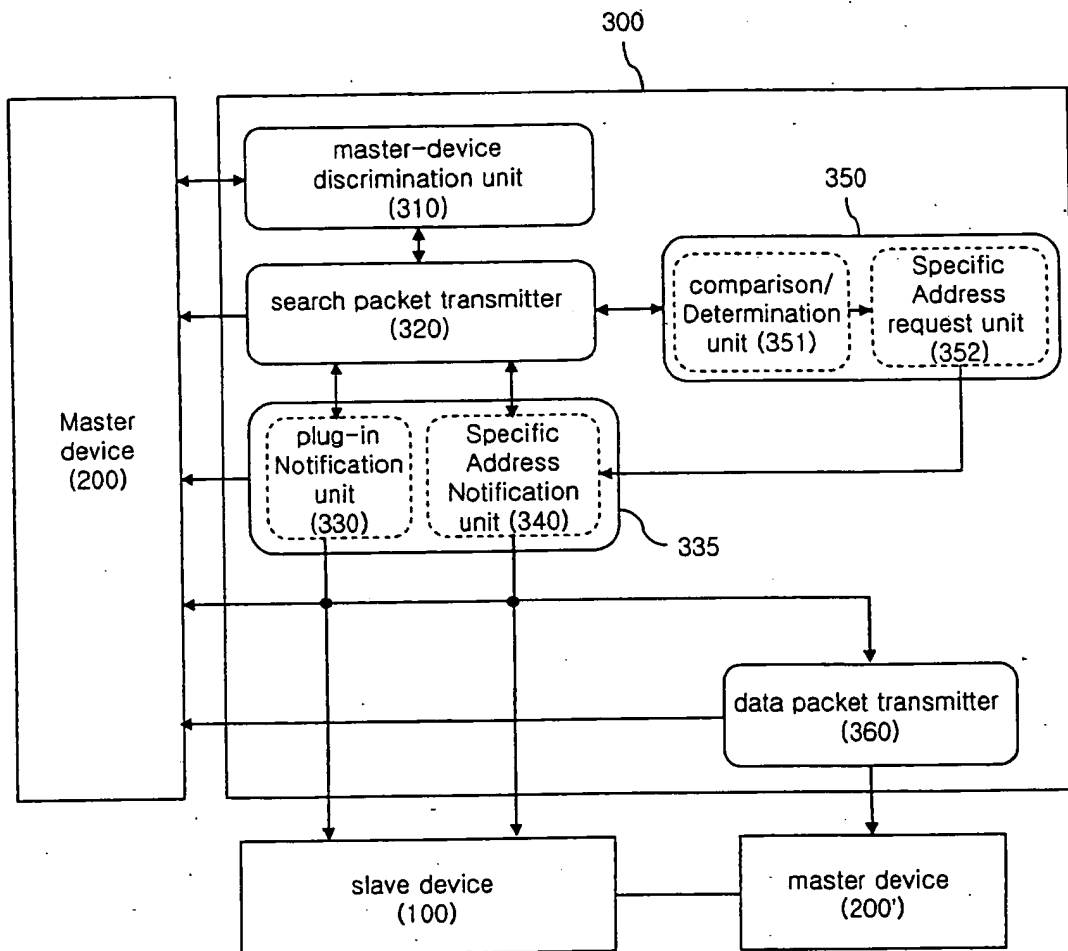 300
master-device
discrimination unit
(310)
350
search packet transmitter
(320)
comparison/
Determination
unit (351)
Specific
Address
request unit
(352)
Master
device
(200)
plug-in
Notification
unit
(330)
Specific
Address
Notification
unit (340)
335
data packet transmitter
(360)
slave device
(100)
master device
(200')